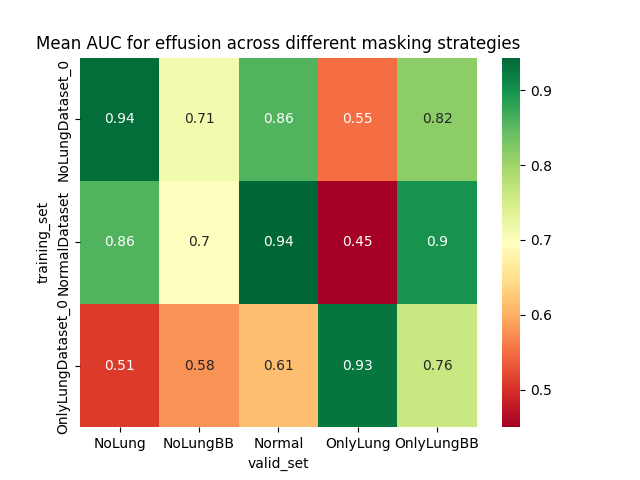 Mean AUC for effusion across different masking strategies
training_set
NoLungDataset_0
0.94 0.71 0.86 0.55 0.82
NormalDataset
0.86 0.7 0.94 0.45 0.9
OnlyLungDataset_0
0.51 0.58 0.61 0.93 0.76
NoLung NoLungBB Normal OnlyLung OnlyLungBB
valid_set
0.9
0.8
0.7
0.6
0.5